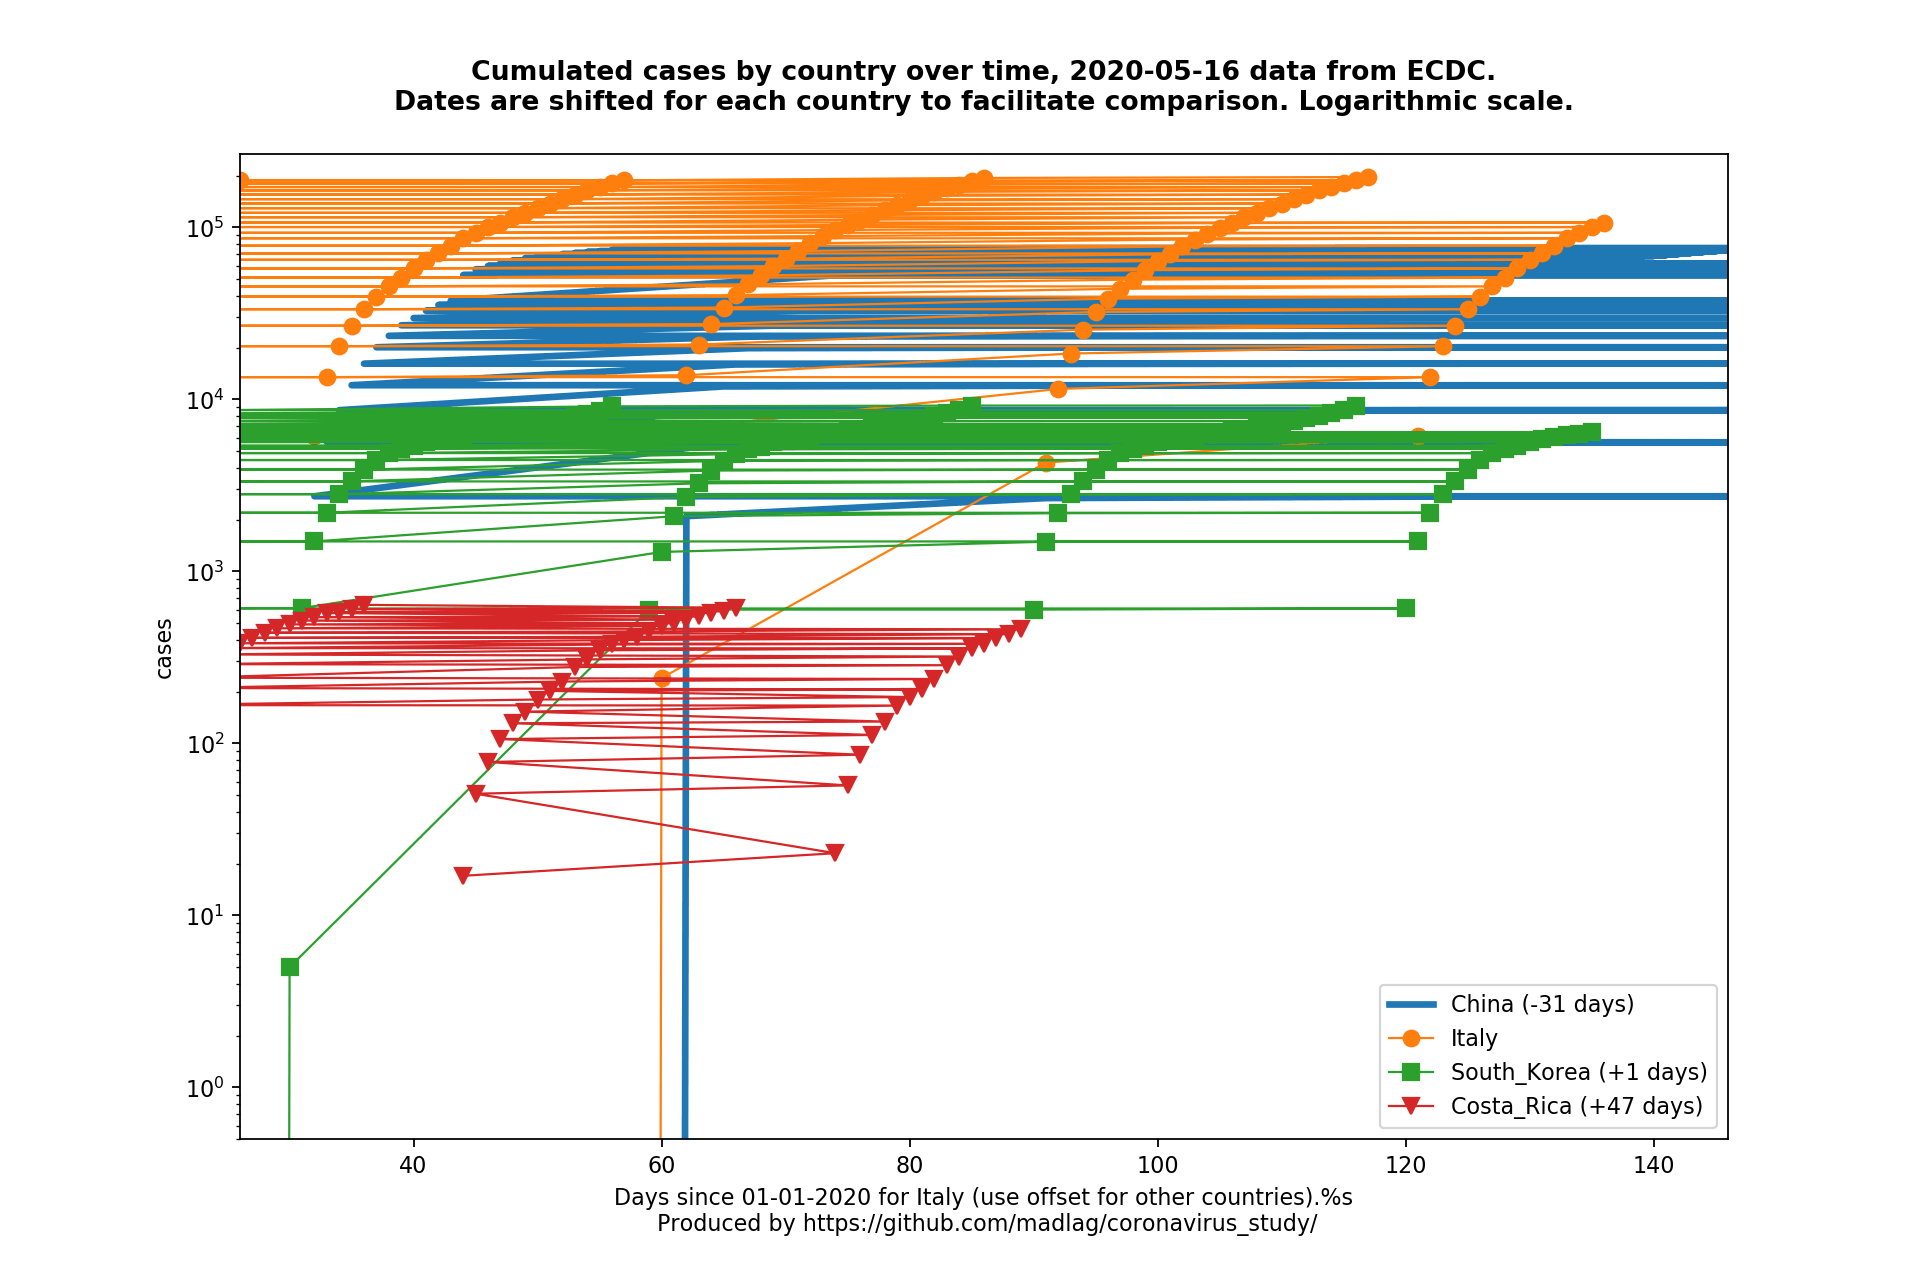 Cumulated cases by country over time, 2020-05-16 data from ECDC.
Dates are shifted for each country to facilitate comparison. Logarithmic scale.
cases
10⁵
10⁴
10³
10²
10¹
10⁰
40 60 80 100 120 140
China (-31 days)
Italy
South_Korea (+1 days)
Costa_Rica (+47 days)
Days since 01-01-2020 for Italy (use offset for other countries).%s
Produced by https://github.com/madlag/coronavirus_study/